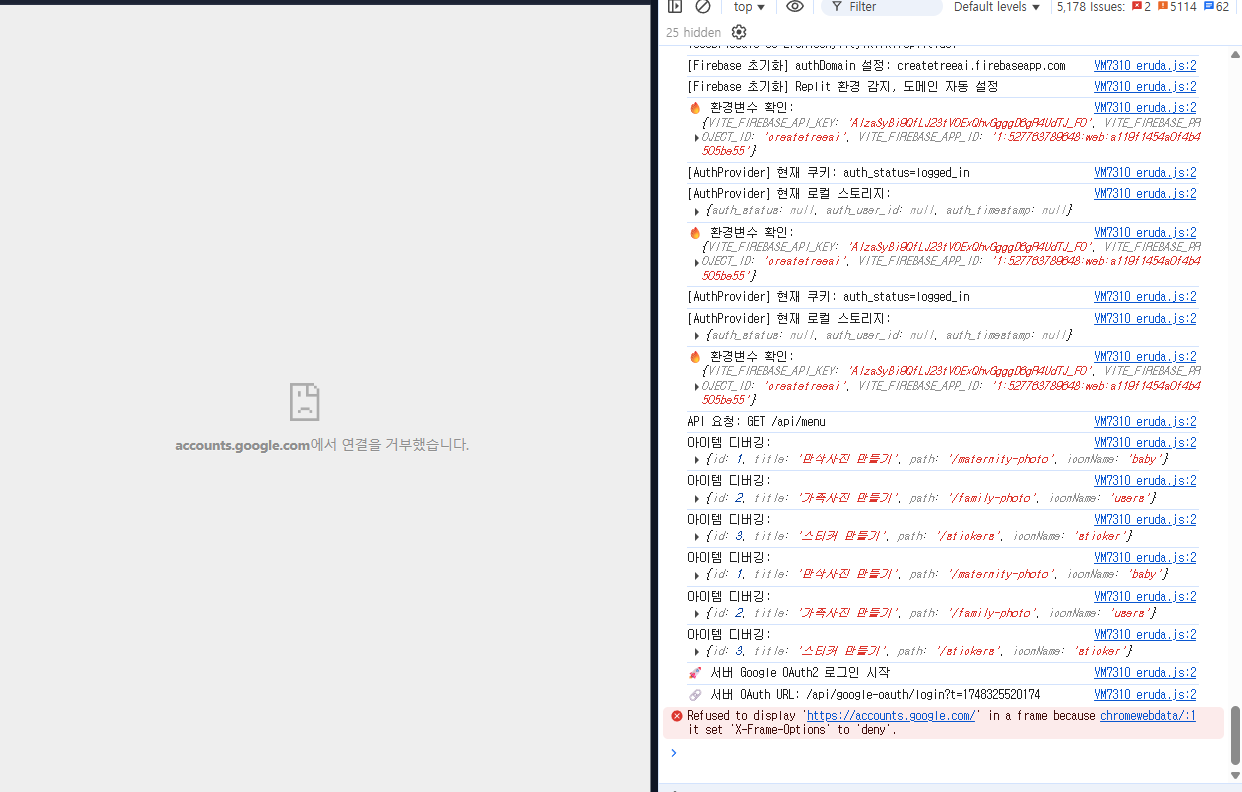 accounts.google.com에서 연결을 거부했습니다.
top
Filter
Default levels
5,178 Issues: 2 5114 62
25 hidden
[Firebase 초기화] authDomain 설정: createtreeai.firebaseapp.com VM7310 eruda.js:2
[Firebase 초기화] Replit 환경 감지, 도메인 자동 설정 VM7310 eruda.js:2
🔥 환경변수 확인: VM7310 eruda.js:2
{VITE_FIREBASE_API_KEY: VITE_FIREBASE_PR
OJECT_ID: 'createtreeai', VITE_FIREBASE_APP_ID: '1:527763789648:web:a119f1454a0f4b4
505be55'}
[AuthProvider] 현재 쿠키: auth_status=logged_in VM7310 eruda.js:2
[AuthProvider] 현재 로컬 스토리지: VM7310 eruda.js:2
{auth_status: null, auth_user_id: null, auth_timestamp: null}
🔥 환경변수 확인: VM7310 eruda.js:2
{VITE_FIREBASE_API_KEY: VITE_FIREBASE_PR
OJECT_ID: 'createtreeai', VITE_FIREBASE_APP_ID: '1:527763789648:web:a119f1454a0f4b4
505be55'}
[AuthProvider] 현재 쿠키: auth_status=logged_in VM7310 eruda.js:2
[AuthProvider] 현재 로컬 스토리지: VM7310 eruda.js:2
{auth_status: null, auth_user_id: null, auth_timestamp: null}
🔥 환경변수 확인: VM7310 eruda.js:2
{VITE_FIREBASE_API_KEY: VITE_FIREBASE_PR
OJECT_ID: 'createtreeai', VITE_FIREBASE_APP_ID: '1:527763789648:web:a119f1454a0f4b4
505be55'}
API 요청: GET /api/menu VM7310 eruda.js:2
아이템 디버깅: VM7310 eruda.js:2
{id: 1, title: '만삭사진 만들기', path: '/maternity-photo', iconName: 'baby'}
아이템 디버깅: VM7310 eruda.js:2
{id: 2, title: '가족사진 만들기', path: '/family-photo', iconName: 'users'}
아이템 디버깅: VM7310 eruda.js:2
{id: 3, title: '스티커 만들기', path: '/stickers', iconName: 'sticker'}
아이템 디버깅: VM7310 eruda.js:2
{id: 1, title: '만삭사진 만들기', path: '/maternity-photo', iconName: 'baby'}
아이템 디버깅: VM7310 eruda.js:2
{id: 2, title: '가족사진 만들기', path: '/family-photo', iconName: 'users'}
아이템 디버깅: VM7310 eruda.js:2
{id: 3, title: '스티커 만들기', path: '/stickers', iconName: 'sticker'}
🚀 서버 Google OAuth2 로그인 시작 VM7310 eruda.js:2
🔗 서버 OAuth URL: /api/google-oauth/login?t=1748325520174 VM7310 eruda.js:2
Refused to display 'https://accounts.google.com/' in a frame because chromewebdata/:1
it set 'X-Frame-Options' to 'deny'.